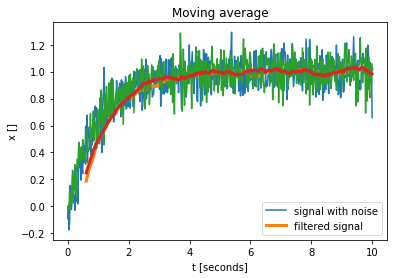 Moving average
x []
1.2
1.0
0.8
0.6
0.4
0.2
0.0
−0.2
0
2
4
6
8
10
t [seconds]
signal with noise
filtered signal